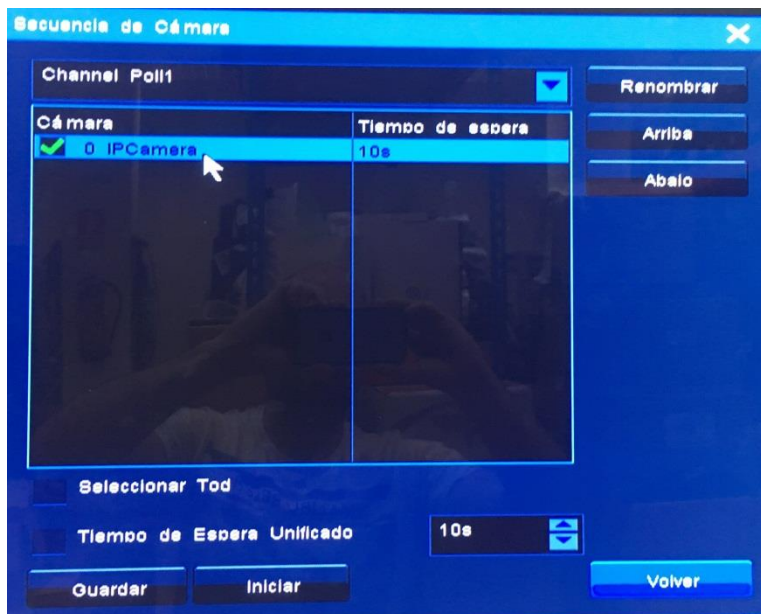 Secuencia de Cámara
Channel Poll1
Renombrar
Cámara Tiempo de espera
Arriba
0 IPCamera 10s
Abajo
Seleccionar Tod
Tiempo de Espera Unificado 10s
Guardar Iniciar Volver